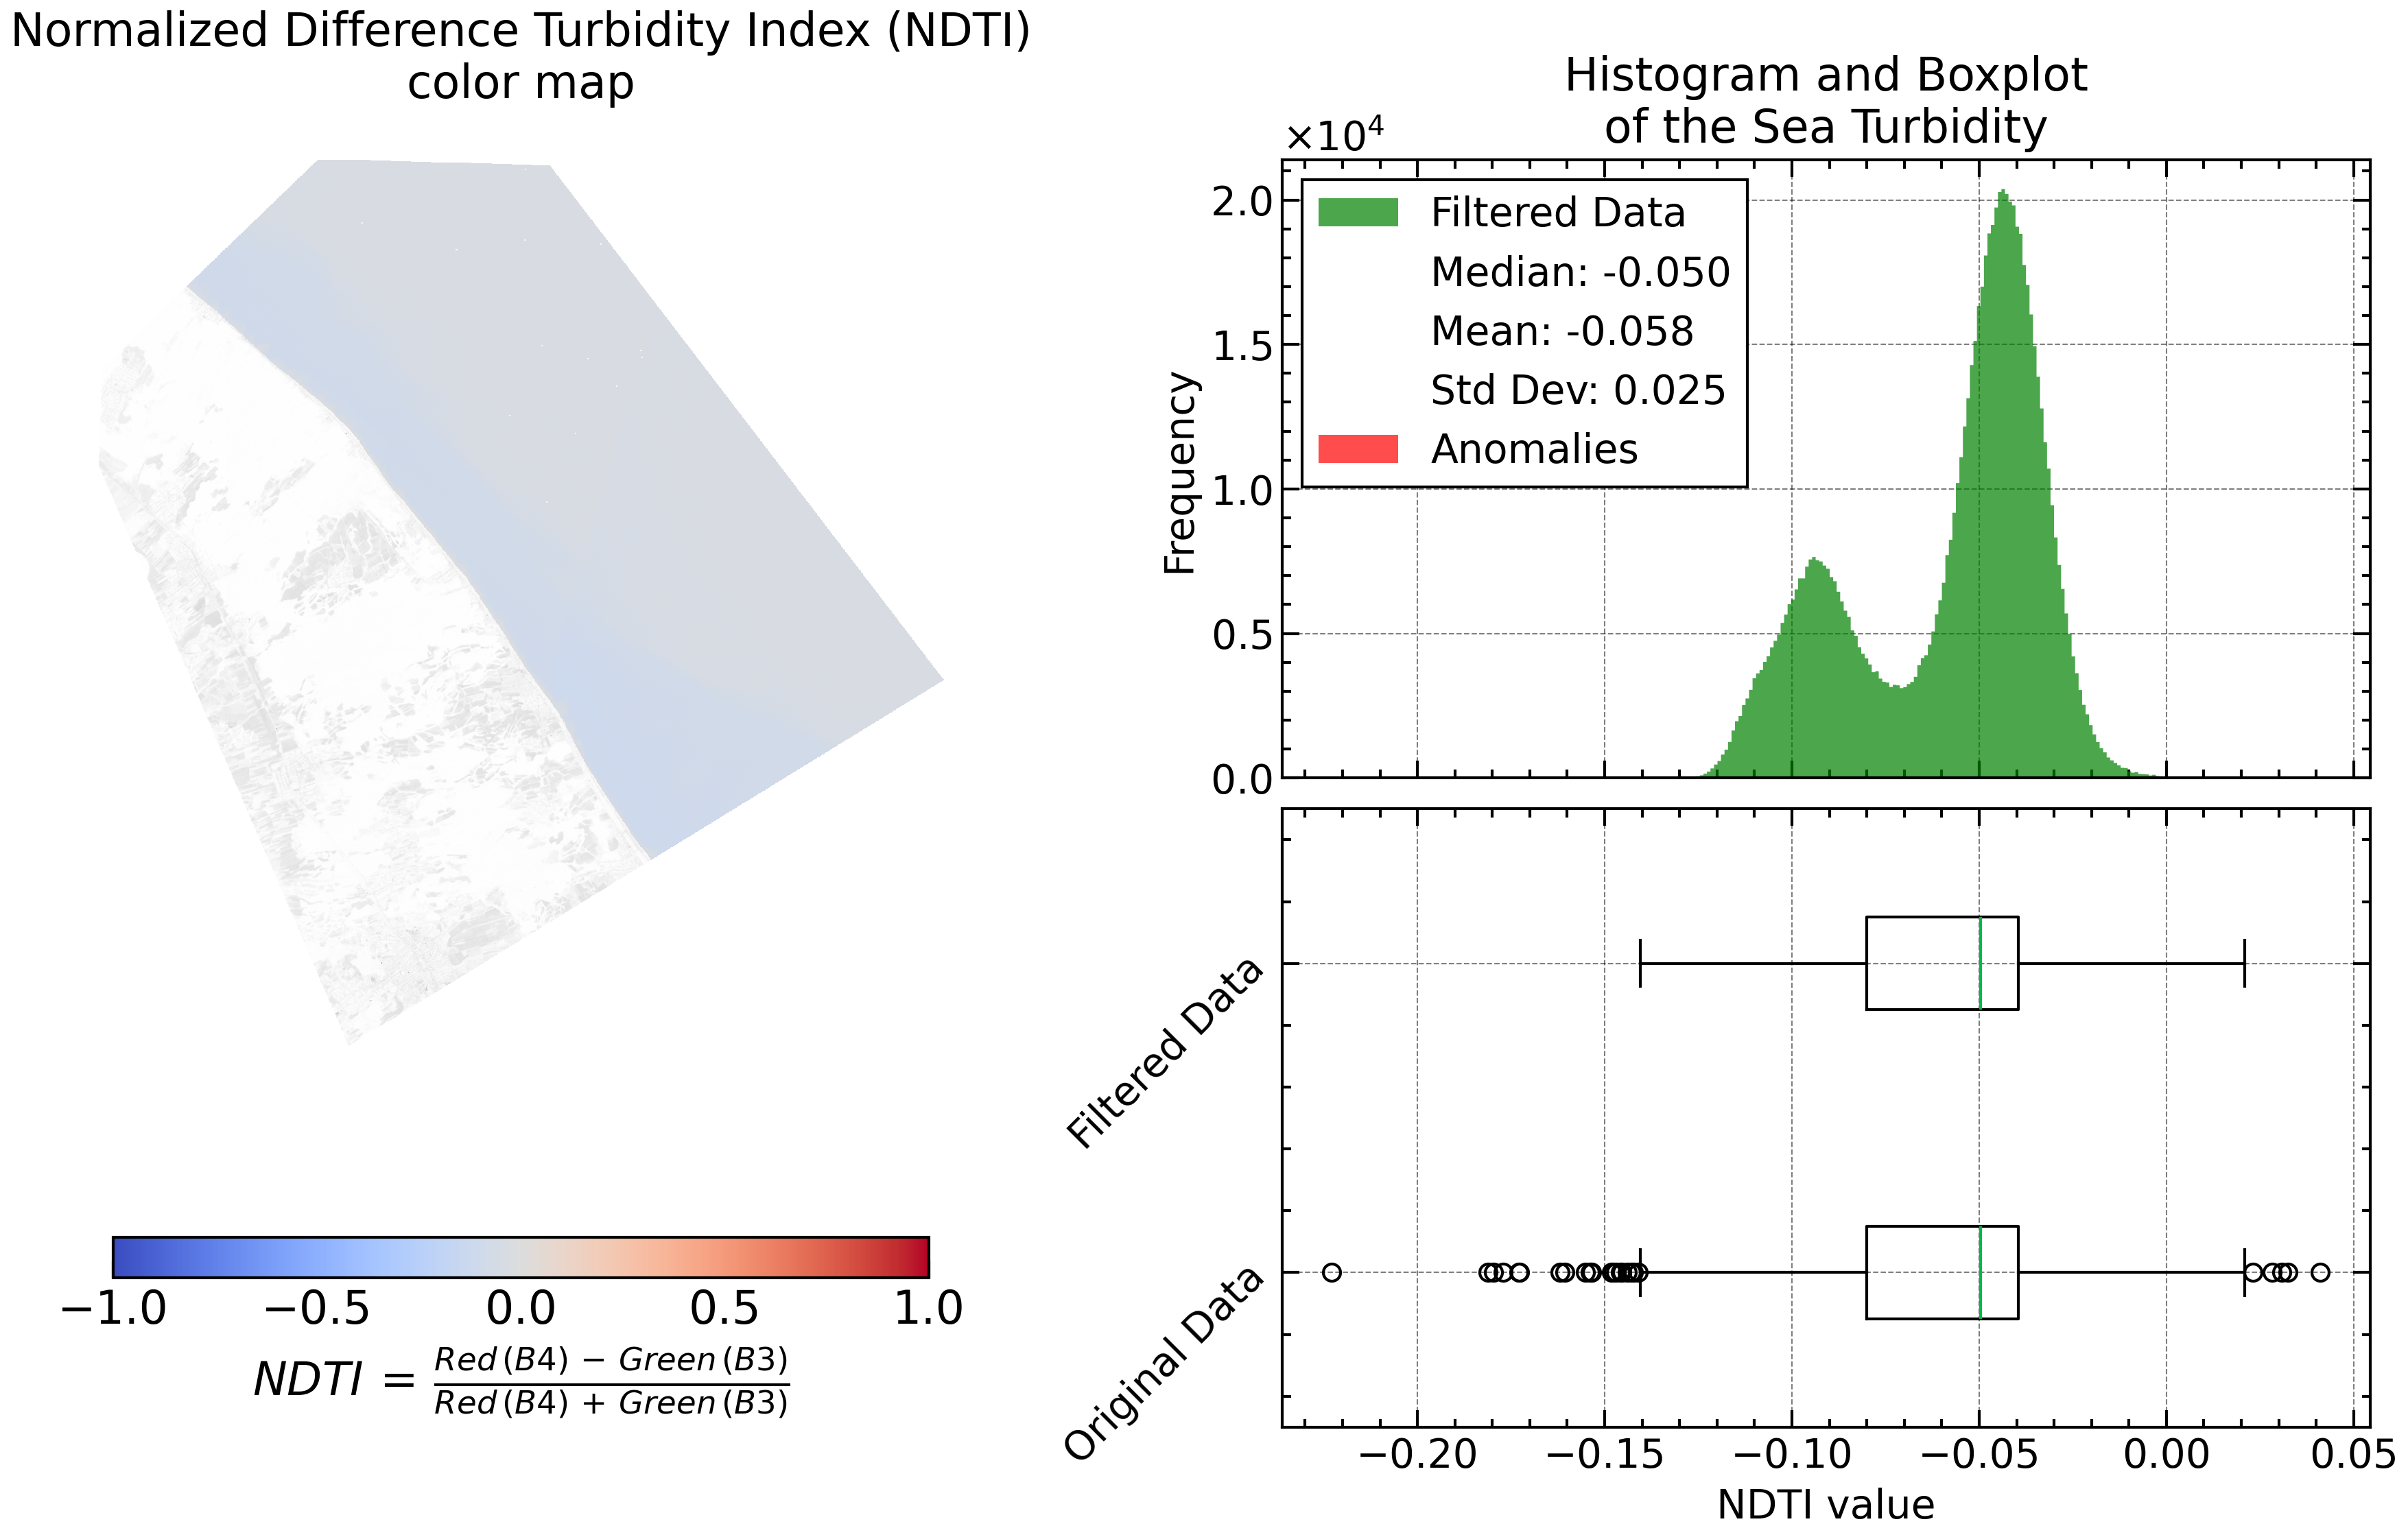 Normalized Difference Turbidity Index (NDTI)
color map
−1.0 −0.5 0.0 0.5 1.0
NDTI = Red (B4) − Green (B3) / Red (B4) + Green (B3)
Histogram and Boxplot
of the Sea Turbidity
×10⁴
2.0
1.5
1.0
0.5
0.0
Frequency
Filtered Data
Median: -0.050
Mean: -0.058
Std Dev: 0.025
Anomalies
Filtered Data
Original Data
−0.20 −0.15 −0.10 −0.05 0.00 0.05
NDTI value